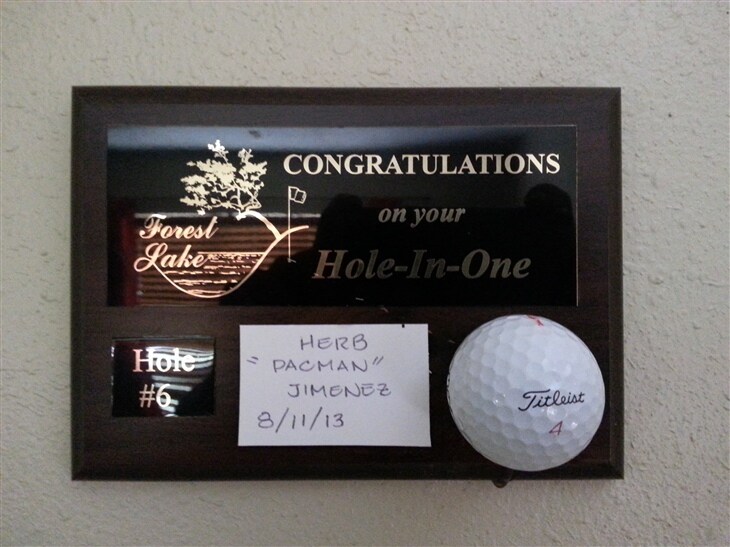 CONGRATULATIONS
on your
Hole-In-One
Forest
Lake
Hole
#6
HERB
"PACMAN"
JIMENEZ
8/11/13
Titleist
4